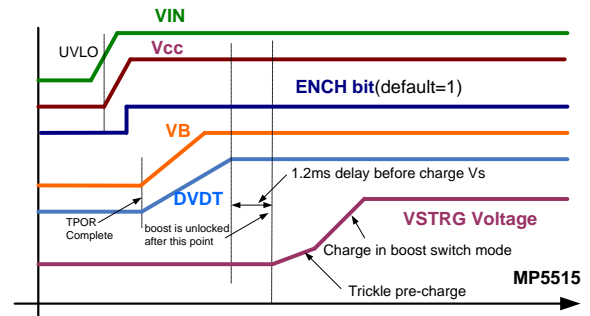 VIN
UVLO
Vcc
ENCH bit(default=1)
VB
1.2ms delay before charge Vs
DVDT
TPOR
Complete
boost is unlocked
after this point
VSTRG Voltage
Charge in boost switch mode
MP5515
Trickle pre-charge